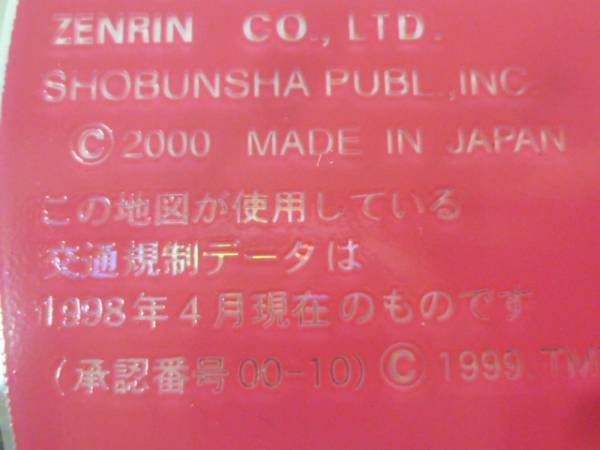 ZENRIN CO., LTD.
SHOBUNSHA PUBL., INC.
Ⓒ 2000 MADE IN JAPAN
この地図が使用している
交通規制データは
1998年4月現在のものです
(承認番号00-10) Ⓒ 1999. TM